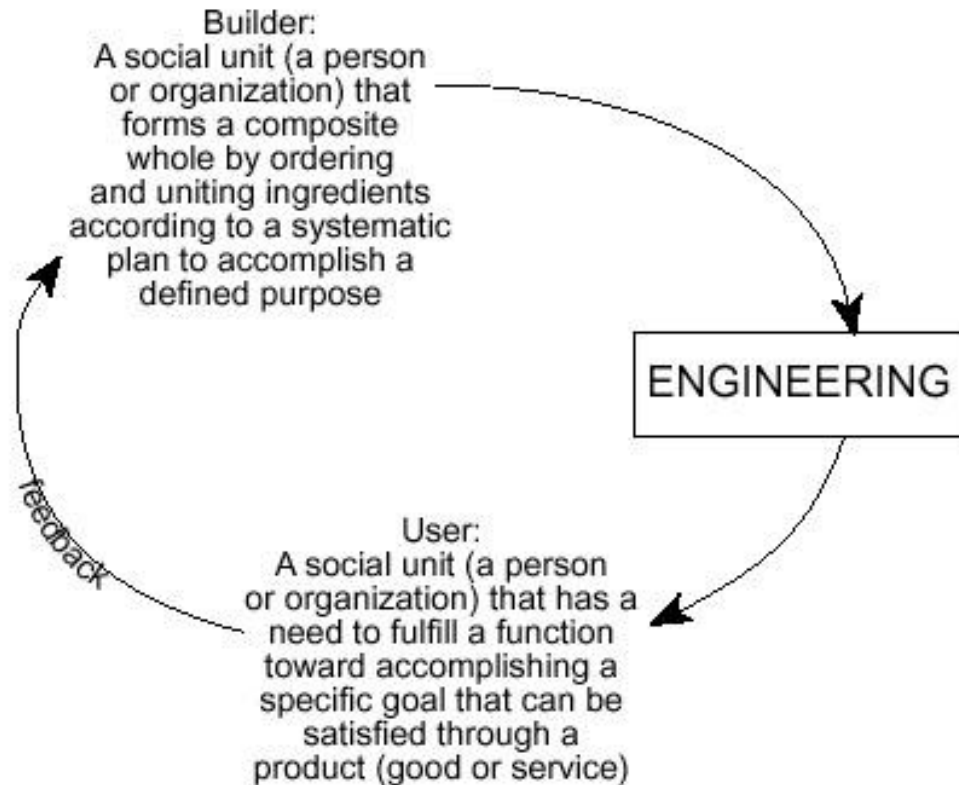 Builder:
A social unit (a person
or organization) that
forms a composite
whole by ordering
and uniting ingredients
according to a systematic
plan to accomplish a
defined purpose
ENGINEERING
feedback
User:
A social unit (a person
or organization) that has a
need to fulfill a function
toward accomplishing a
specific goal that can be
satisfied through a
product (good or service)